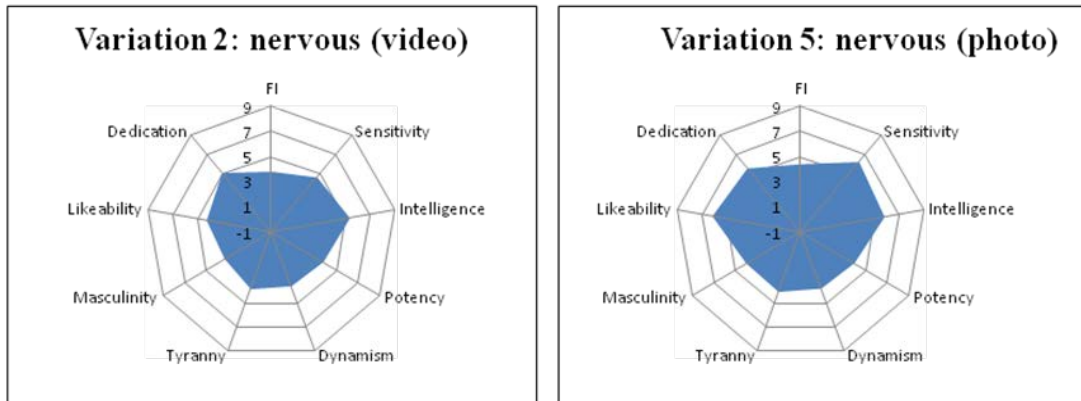 Variation 2: nervous (video)
FI
9
Dedication
7
Sensitivity
5
3
Likeability
1
Intelligence
-1
Masculinity
Potency
Tyranny
Dynamism
Variation 5: nervous (photo)
FI
9
Dedication
7
Sensitivity
5
3
Likeability
1
Intelligence
-1
Masculinity
Potency
Tyranny
Dynamism